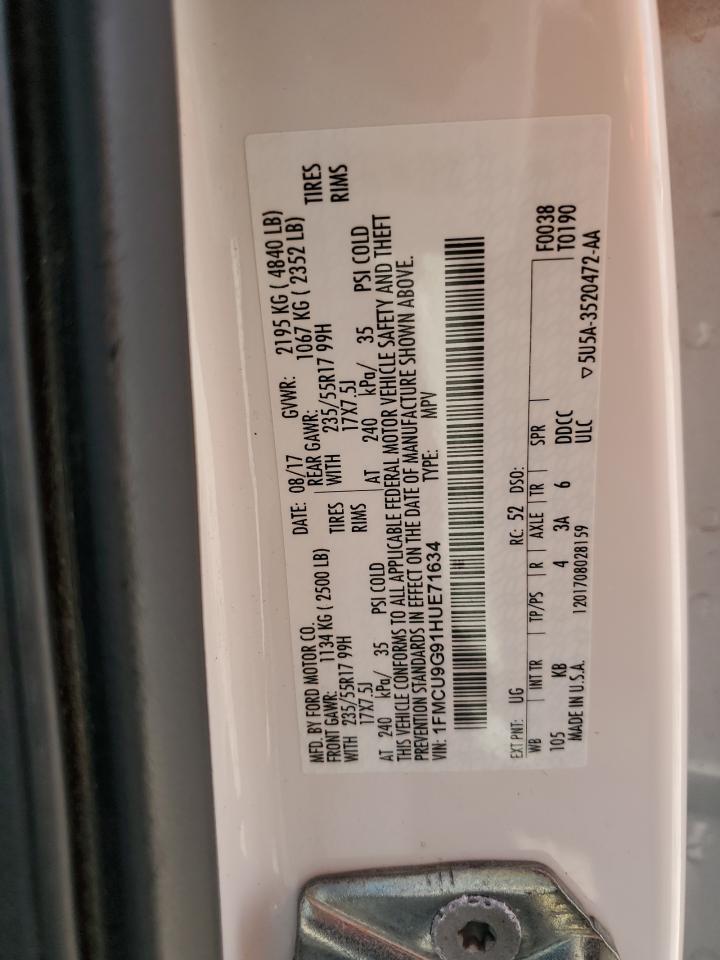 MFD. BY FORD MOTOR CO. DATE: 08/17 GVWR: 2195 KG ( 4840 LB)
FRONT GAWR: 1134 KG ( 2500 LB) REAR GAWR: 1067 KG ( 2352 LB)
WITH 235/55R17 99H TIRES WITH 235/55R17 99H TIRES
17X7.5J RIMS 17X7.5J RIMS
AT 240 kPa/ 35 PSI COLD AT 240 kPa/ 35 PSI COLD
THIS VEHICLE CONFORMS TO ALL APPLICABLE FEDERAL MOTOR VEHICLE SAFETY AND THEFT
PREVENTION STANDARDS IN EFFECT ON THE DATE OF MANUFACTURE SHOWN ABOVE.
VIN: 1FMCU9G91HUE71634 TYPE: MPV
EXT PNT: UG RC: 52 DSO: F0038
WB INT TR TP/PS R AXLE TR SPR T0190
105 KB 4 3A 6 DDCC
MADE IN U.S.A. 1201708028159 ULC ▽ 5U5A-3520472-AA